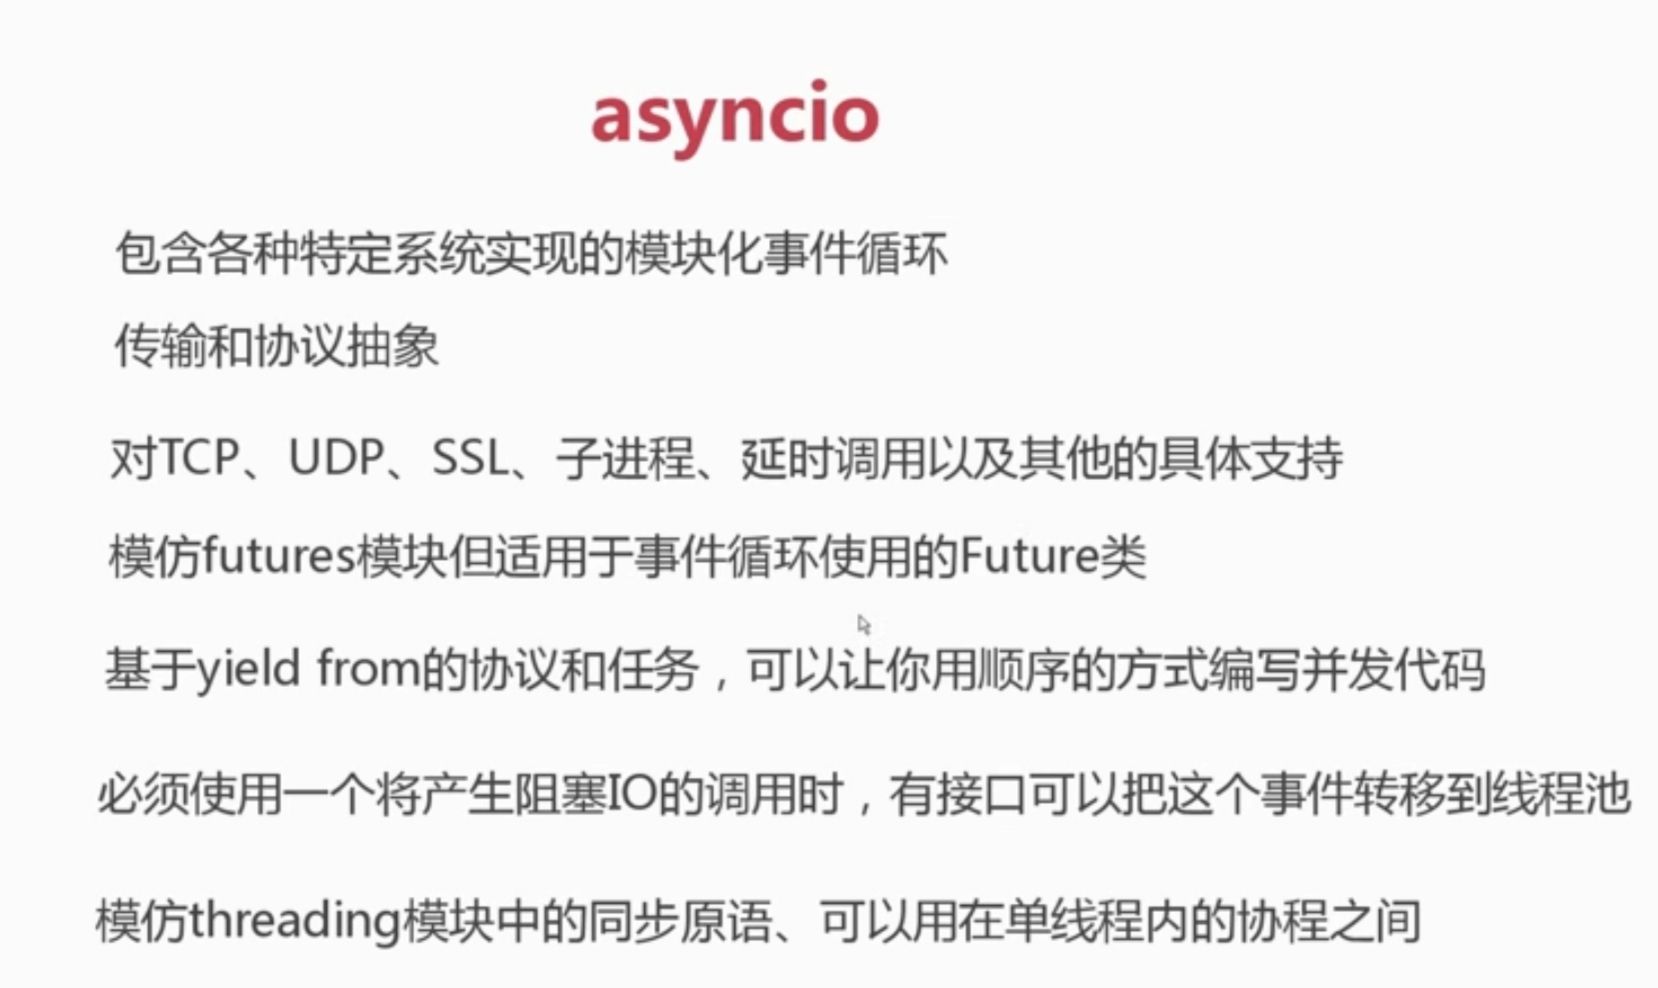 asyncio
包含各种特定系统实现的模块化事件循环
传输和协议抽象
对TCP、UDP、SSL、子进程、延时调用以及其他的具体支持
模仿futures模块但适用于事件循环使用的Future类
基于yield from的协议和任务，可以让你用顺序的方式编写并发代码
必须使用一个将产生阻塞IO的调用时，有接口可以把这个事件转移到线程池
模仿threading模块中的同步原语、可以用在单线程内的协程之间